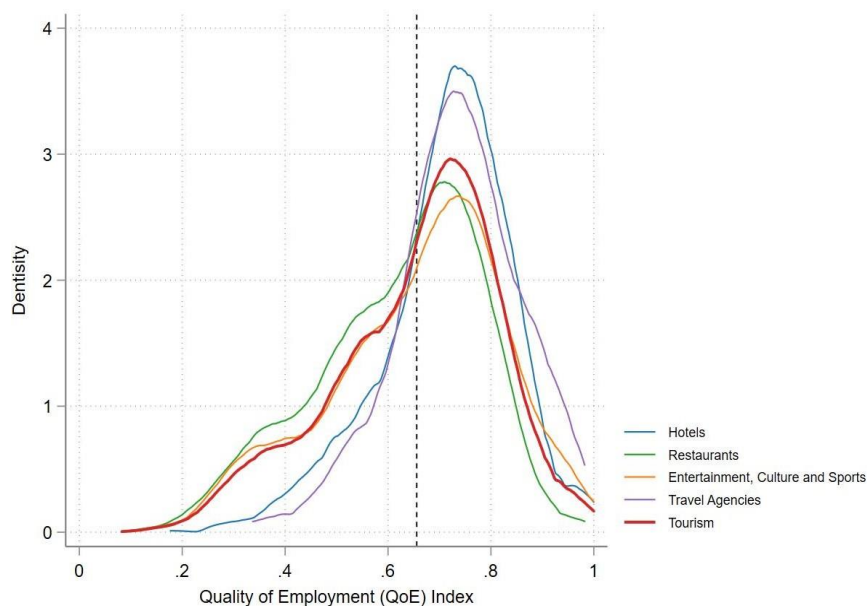 4
3
2
1
0
Dentisity
0
.2
.4
.6
.8
1
Quality of Employment (QoE) Index
Hotels
Restaurants
Entertainment, Culture and Sports
Travel Agencies
Tourism